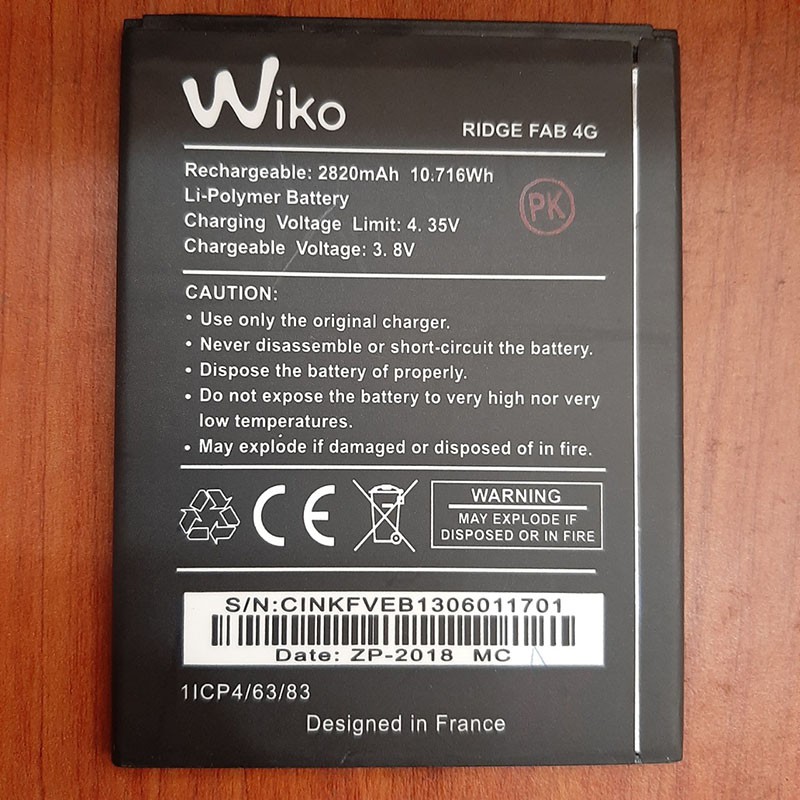 Wiko
RIDGE FAB 4G
Rechargeable: 2820mAh 10.716Wh
Li-Polymer Battery
Charging Voltage Limit: 4. 35V
Chargeable Voltage: 3. 8V
PK
CAUTION:
• Use only the original charger.
• Never disassemble or short-circuit the battery.
• Dispose the battery of properly.
• Do not expose the battery to very high nor very
low temperatures.
• May explode if damaged or disposed of in fire.
CE
WARNING
MAY EXPLODE IF
DISPOSED OR IN FIRE
S/N:CINKFVEB1306011701
Date: ZP-2018 MC
1ICP4/63/83
Designed in France